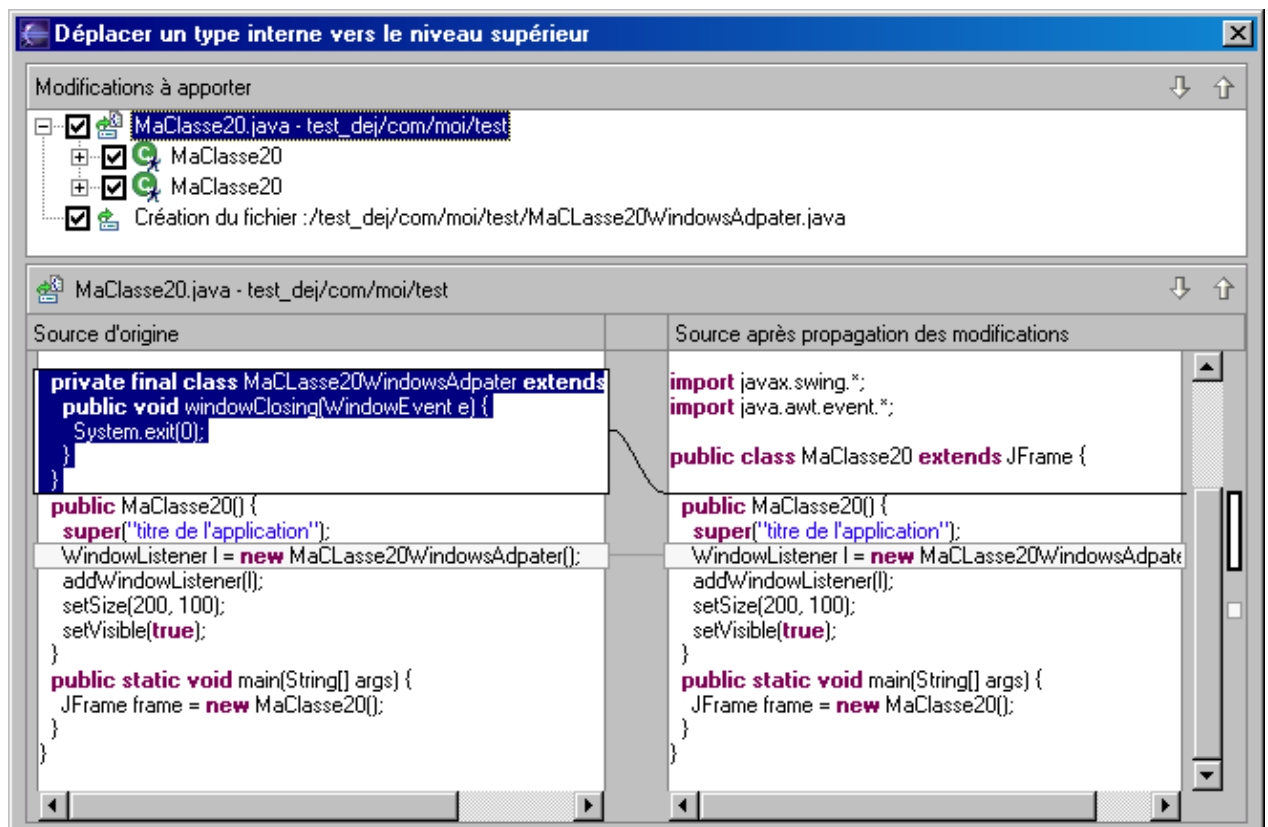 Déplacer un type interne vers le niveau supérieur
Modifications à apporter
MaClasse20.java - test_dej/com/moi/test
MaClasse20
MaClasse20
Création du fichier :/test_dej/com/moi/test/MaCLasse20WindowsAdpater.java
MaClasse20.java - test_dej/com/moi/test
Source d'origine
private final class MaCLasse20WindowsAdpater extends
public void windowClosing(WindowEvent e) {
System.exit(0);
}
}
public MaClasse20() {
super("titre de l'application");
WindowListener l = new MaCLasse20WindowsAdpater();
addWindowListener(l);
setSize(200, 100);
setVisible(true);
}
public static void main(String[] args) {
JFrame frame = new MaClasse20();
}
}
Source après propagation des modifications
import javax.swing.*;
import java.awt.event.*;
public class MaClasse20 extends JFrame {
public MaClasse20() {
super("titre de l'application");
WindowListener l = new MaCLasse20WindowsAdpate
addWindowListener(l);
setSize(200, 100);
setVisible(true);
}
public static void main(String[] args) {
JFrame frame = new MaClasse20();
}
}